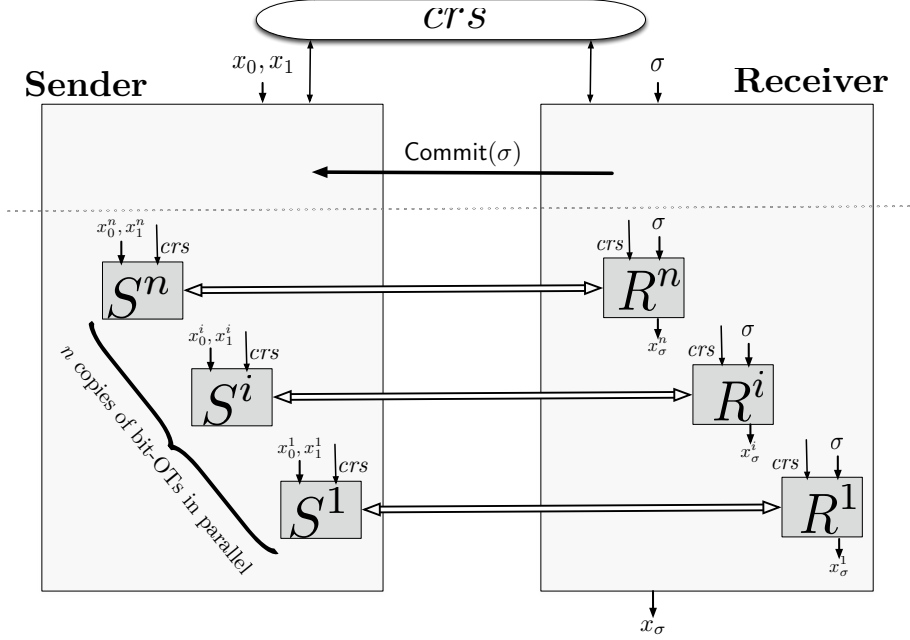 crs
x_0, x_1
σ
Sender
Receiver
Commit(σ)
x_0^n, x_1^n
crs
crs
σ
S^n
R^n
x_σ^n
x_0^i, x_1^i
crs
crs
σ
S^i
R^i
x_σ^i
n copies of bit-OTs in parallel
x_0^1, x_1^1
crs
crs
σ
S^1
R^1
x_σ^1
x_σ